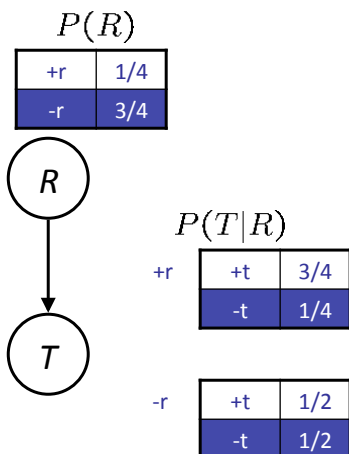 P(R)
+r 1/4
-r 3/4
R
P(T|R)
+r +t 3/4
-t 1/4
T
-r +t 1/2
-t 1/2